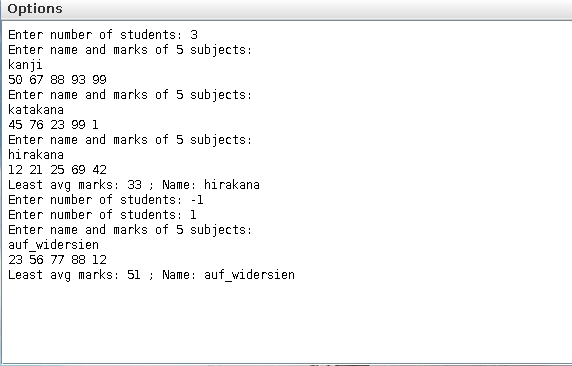 Options
Enter number of students: 3
Enter name and marks of 5 subjects:
kanji
50 67 88 93 99
Enter name and marks of 5 subjects:
katakana
45 76 23 99 1
Enter name and marks of 5 subjects:
hirakana
12 21 25 69 42
Least avg marks: 33 ; Name: hirakana
Enter number of students: -1
Enter number of students: 1
Enter name and marks of 5 subjects:
auf_widersien
23 56 77 88 12
Least avg marks: 51 ; Name: auf_widersien